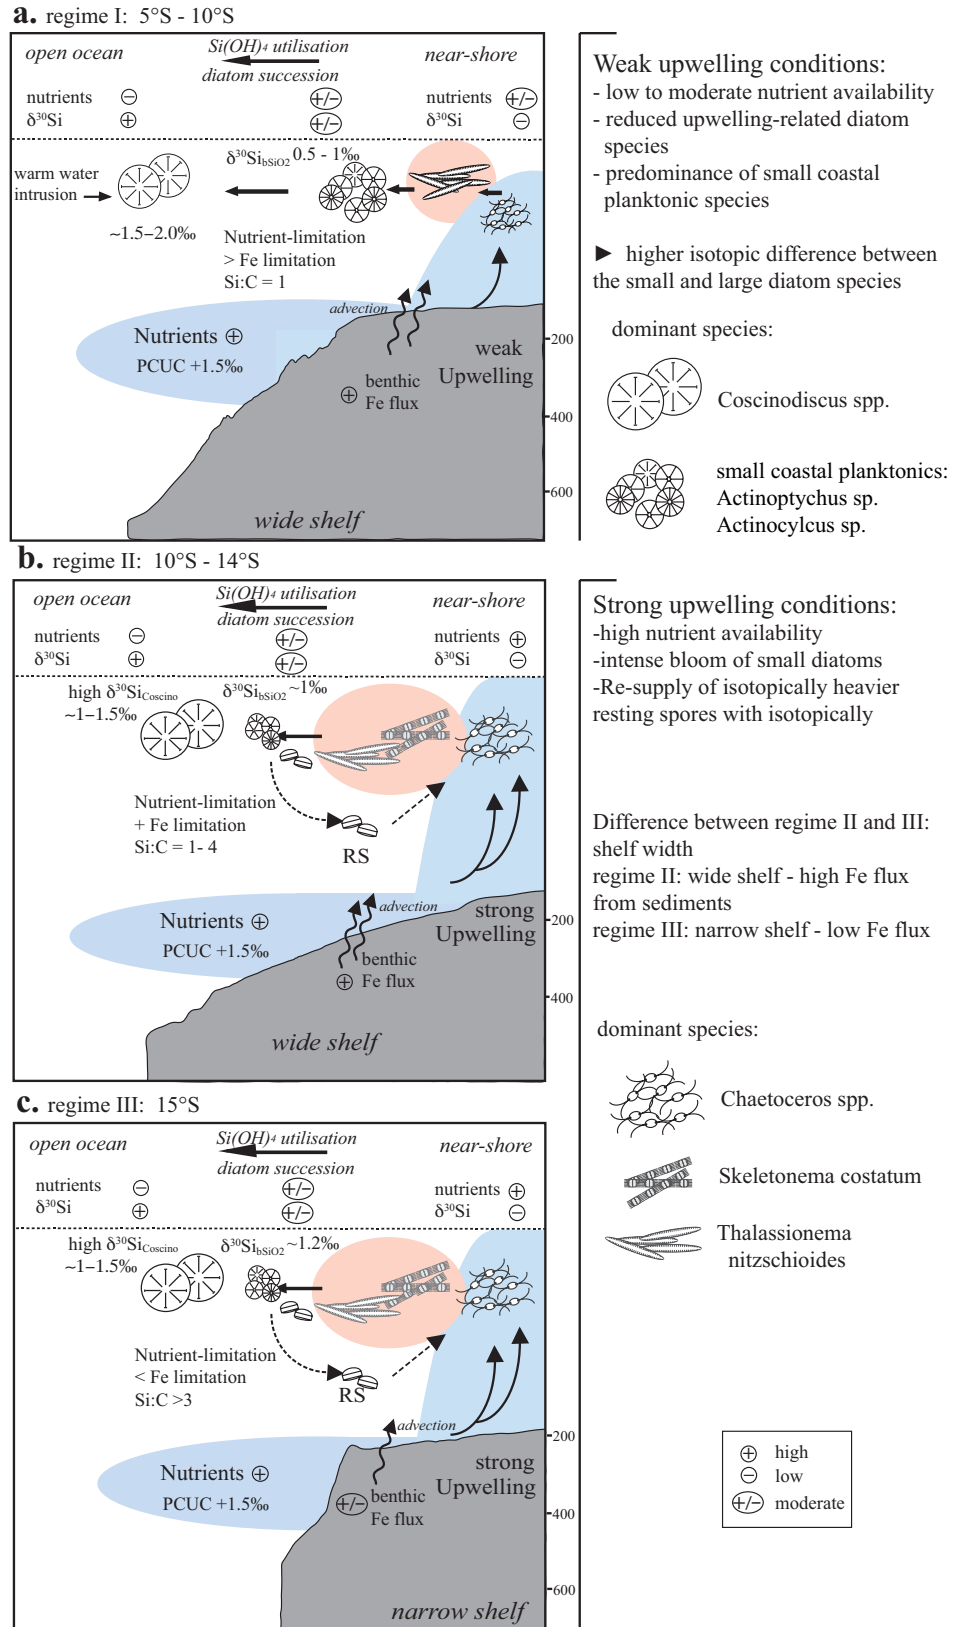 a. regime I: 5°S - 10°S
open ocean
Si(OH)4 utilisation
near-shore
diatom succession
nutrients ⊖ (+/-) nutrients (+/-)
δ³⁰Si ⊕ (+/-) δ³⁰Si ⊖
δ³⁰SibSiO2 0.5 - 1‰
warm water
intrusion
~1.5–2.0‰
Nutrient-limitation
> Fe limitation
Si:C = 1
advection
Nutrients ⊕
PCUC +1.5‰
weak
Upwelling
⊕ benthic
Fe flux
wide shelf
200
400
600
Weak upwelling conditions:
- low to moderate nutrient availability
- reduced upwelling-related diatom
species
- predominance of small coastal
planktonic species
► higher isotopic difference between
the small and large diatom species
dominant species:
Coscinodiscus spp.
small coastal planktonics:
Actinoptychus sp.
Actinocylcus sp.
b. regime II: 10°S - 14°S
open ocean
Si(OH)4 utilisation
near-shore
diatom succession
nutrients ⊖ (+/-) nutrients ⊕
δ³⁰Si ⊕ (+/-) δ³⁰Si ⊖
high δ³⁰SiCoscino
~1–1.5‰
δ³⁰SibSiO2 ~1‰
Nutrient-limitation
+ Fe limitation
Si:C = 1- 4
RS
advection
Nutrients ⊕
PCUC +1.5‰
strong
Upwelling
benthic
⊕ Fe flux
wide shelf
200
400
Strong upwelling conditions:
-high nutrient availability
-intense bloom of small diatoms
-Re-supply of isotopically heavier
resting spores with isotopically
Difference between regime II and III:
shelf width
regime II: wide shelf - high Fe flux
from sediments
regime III: narrow shelf - low Fe flux
dominant species:
Chaetoceros spp.
Skeletonema costatum
Thalassionema
nitzschioides
c. regime III: 15°S
open ocean
Si(OH)4 utilisation
near-shore
diatom succession
nutrients ⊖ (+/-) nutrients ⊕
δ³⁰Si ⊕ (+/-) δ³⁰Si ⊖
high δ³⁰SiCoscino
~1–1.5‰
δ³⁰SibSiO2 ~1.2‰
Nutrient-limitation
< Fe limitation
Si:C >3
RS
advection
Nutrients ⊕
PCUC +1.5‰
strong
Upwelling
(+/-) benthic
Fe flux
narrow shelf
200
400
600
⊕ high
⊖ low
(+/-) moderate